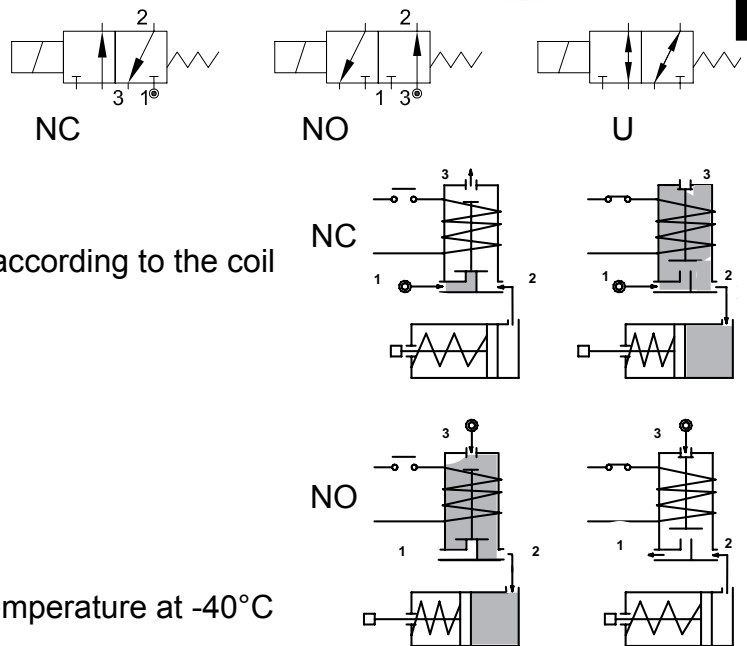 2 2
3 1 1 3
NC NO U
3 3
NC
according to the coil
1 2 1 2
3 3
NO
1 2 1 2
emperature at -40°C